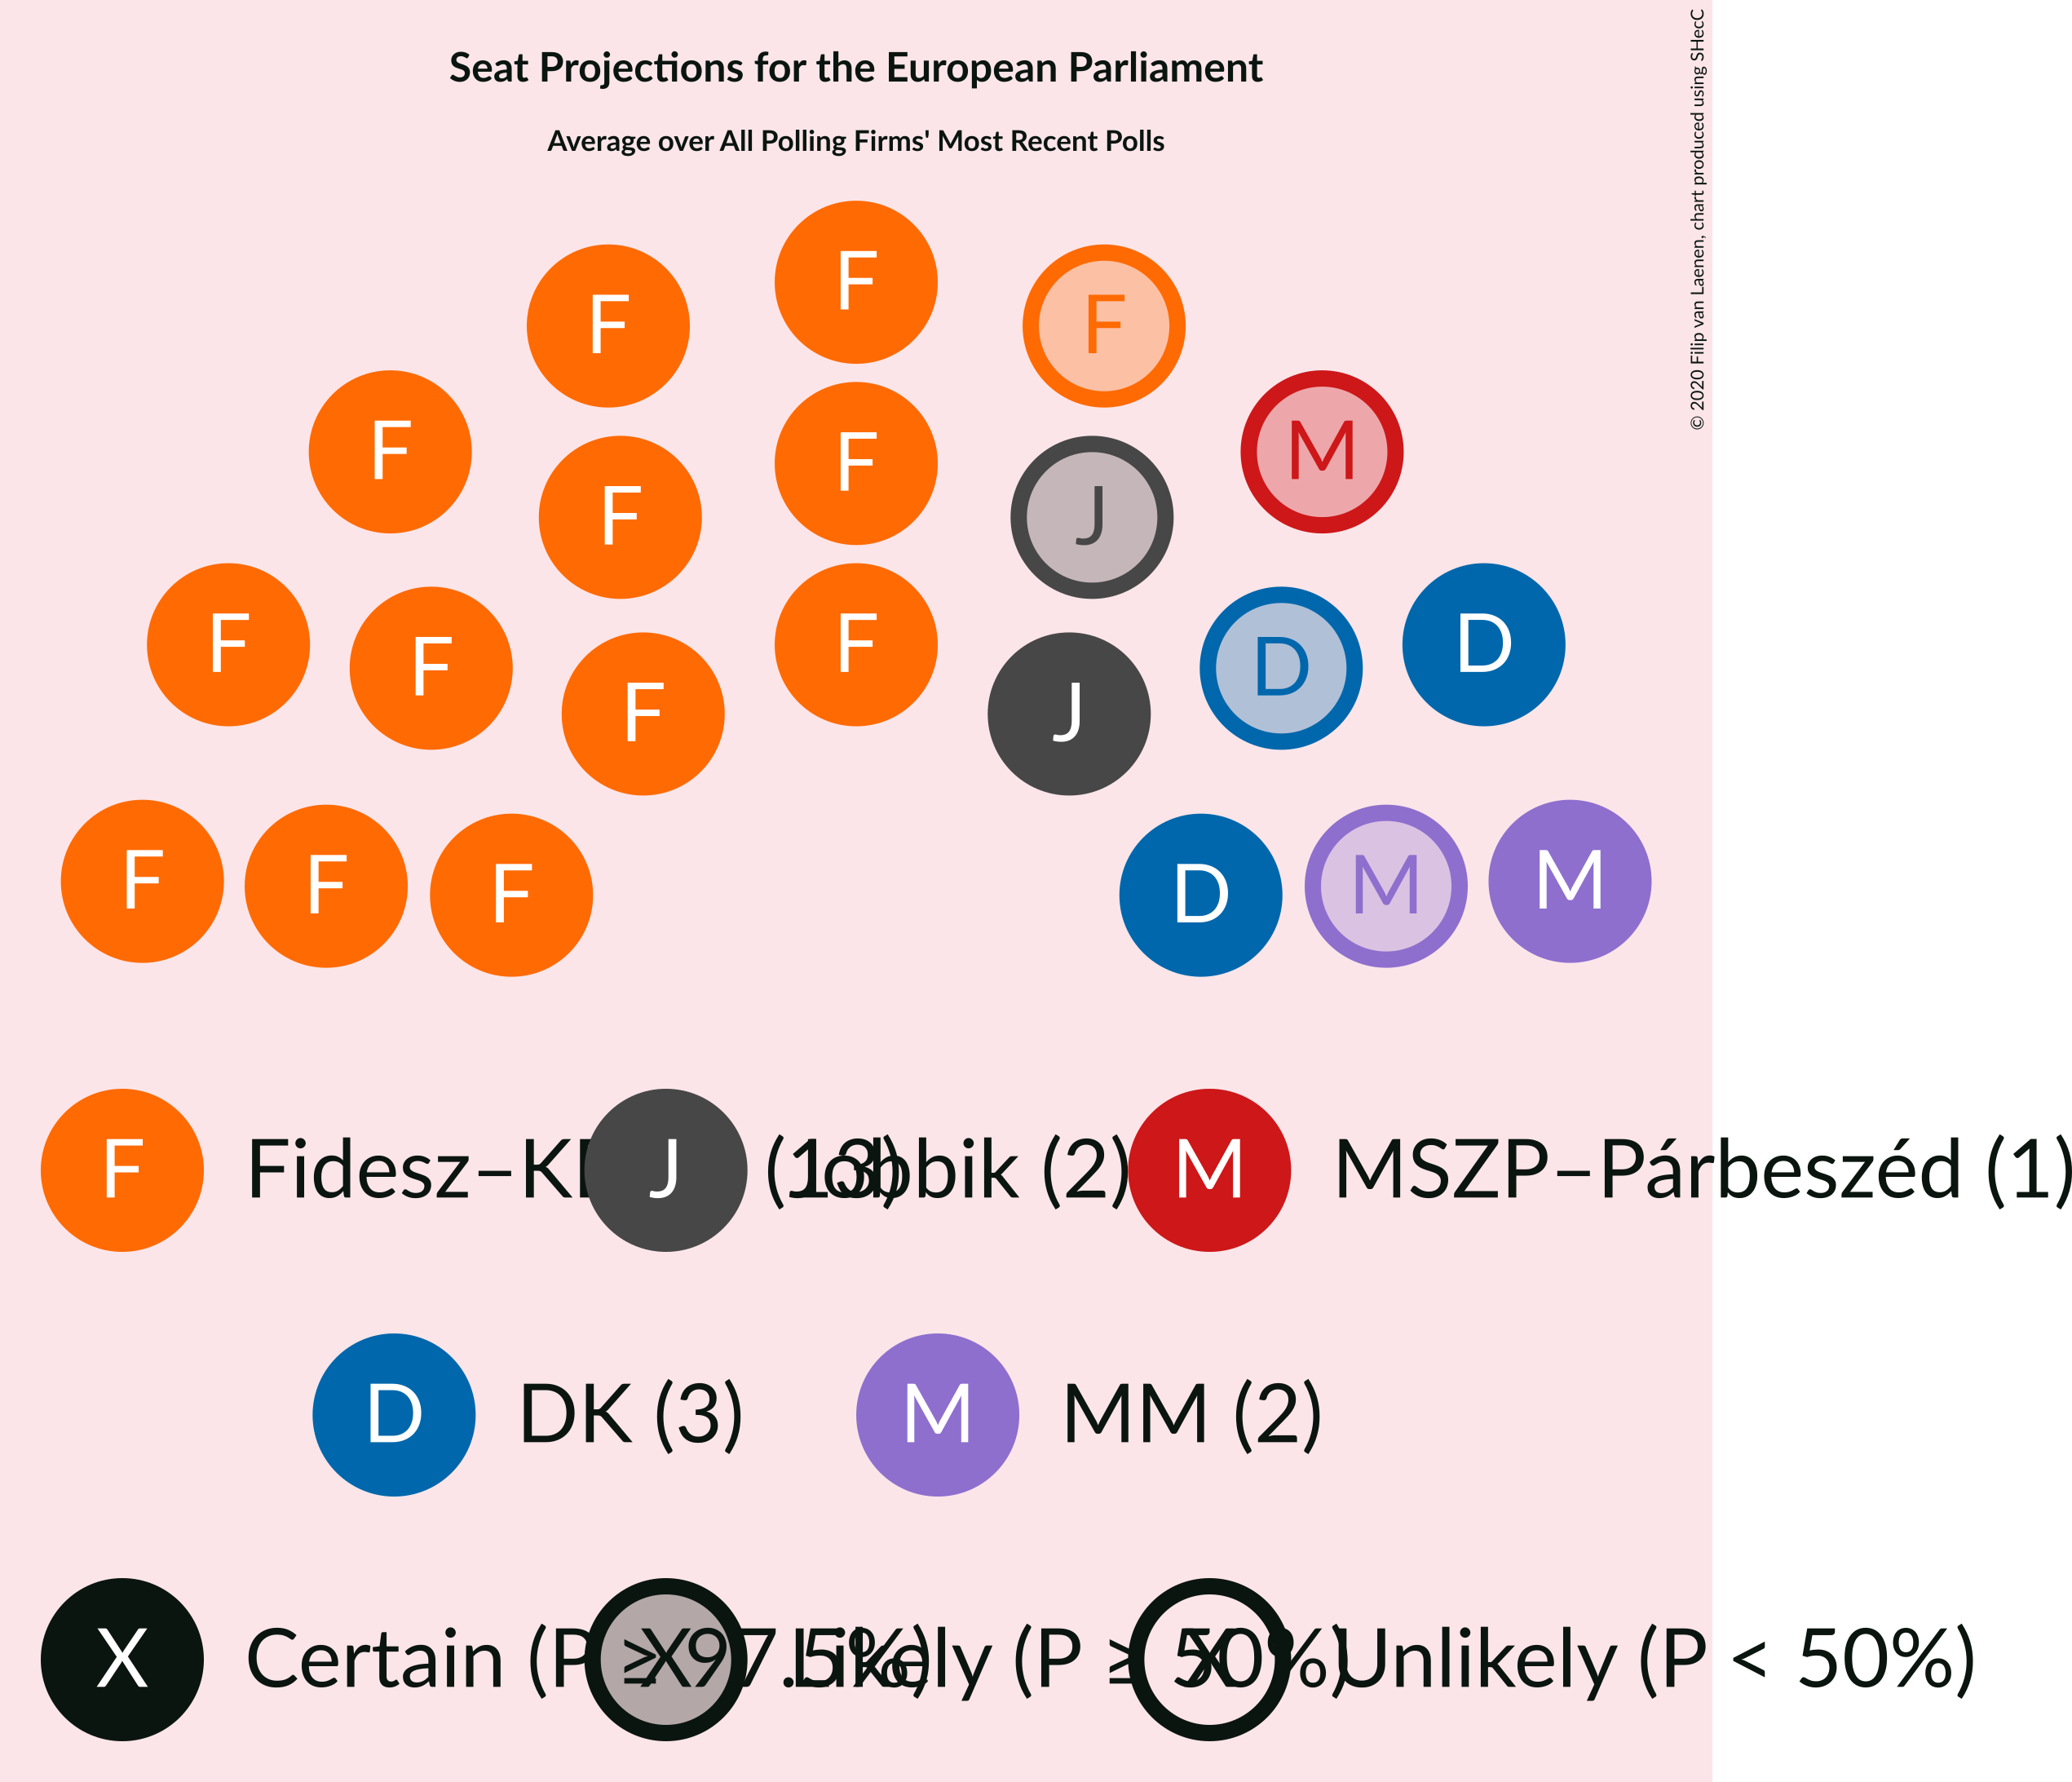 Seat Projections for the European Parliament
Average over All Polling Firms' Most Recent Polls
© 2020 Filip van Laenen, chart produced using SHecC
F
F F
F M
F
F J
F D
F F D
F J
F F F D M M
F Fidesz–K (13) J Jobbik (2) M MSZP–Párbeszéd (1)
D DK (3) M MM (2)
X Certain (P ≥ 97.5%) X Likely (P ≥ 50% X Unlikely (P < 50%)